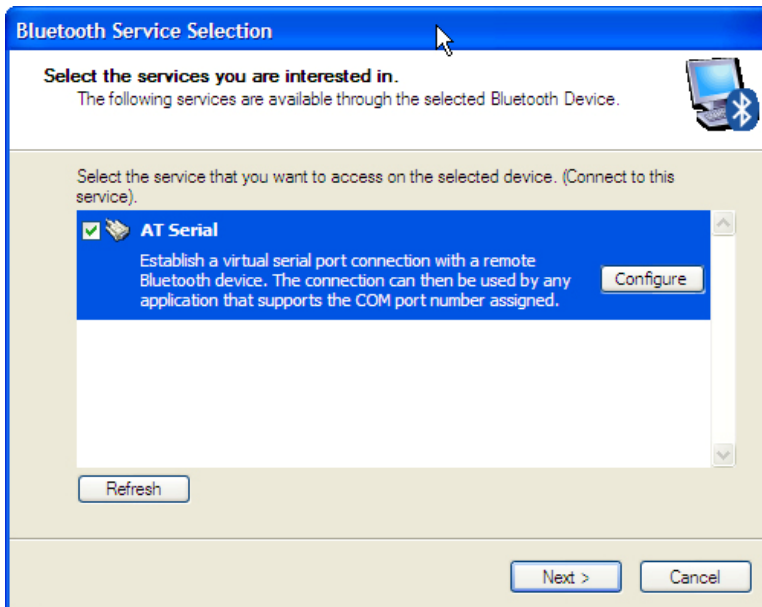 Bluetooth Service Selection
Select the services you are interested in.
The following services are available through the selected Bluetooth Device.
Select the service that you want to access on the selected device. (Connect to this
service).
AT Serial
Establish a virtual serial port connection with a remote
Bluetooth device. The connection can then be used by any
application that supports the COM port number assigned.
Configure
Refresh
Next >
Cancel